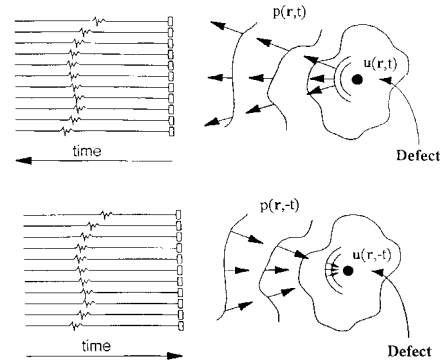 p(r,t)
u(r,t)
Defect
time
p(r,-t)
u(r,-t)
Defect
time